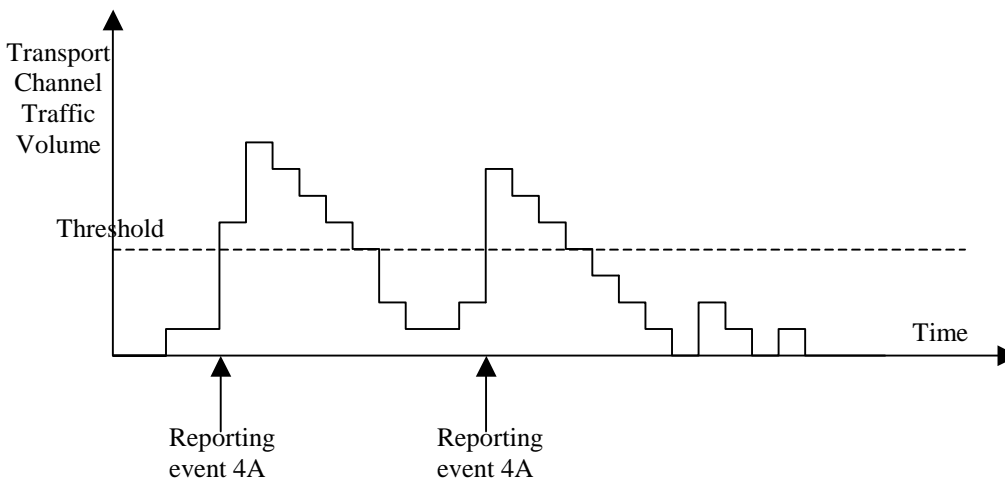 Transport
Channel
Traffic
Volume
Threshold
Time
Reporting
event 4A
Reporting
event 4A